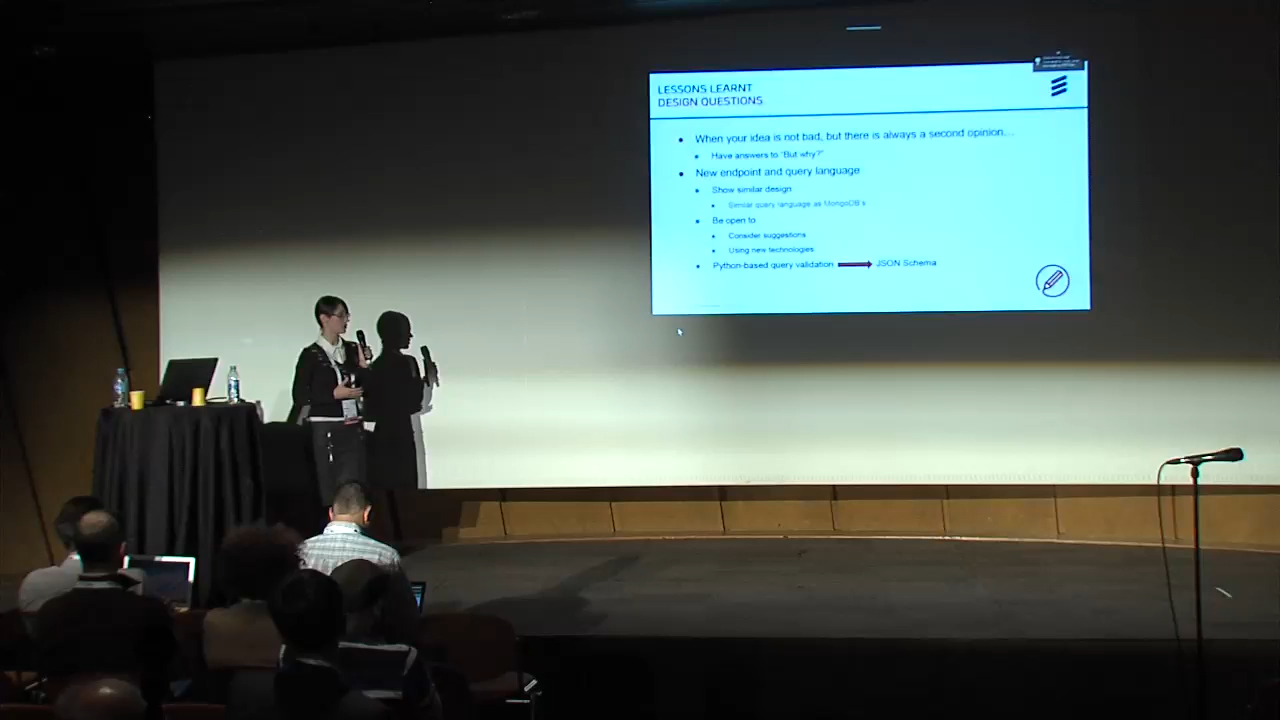 LESSONS LEARNT
DESIGN QUESTIONS
When your idea is not bad, but there is always a second opinion…
Have answers to "But why?"
New endpoint and query language
Show similar design
Similar query language as MongoDB's
Be open to
Consider suggestions
Using new technologies
Python-based query validation JSON Schema